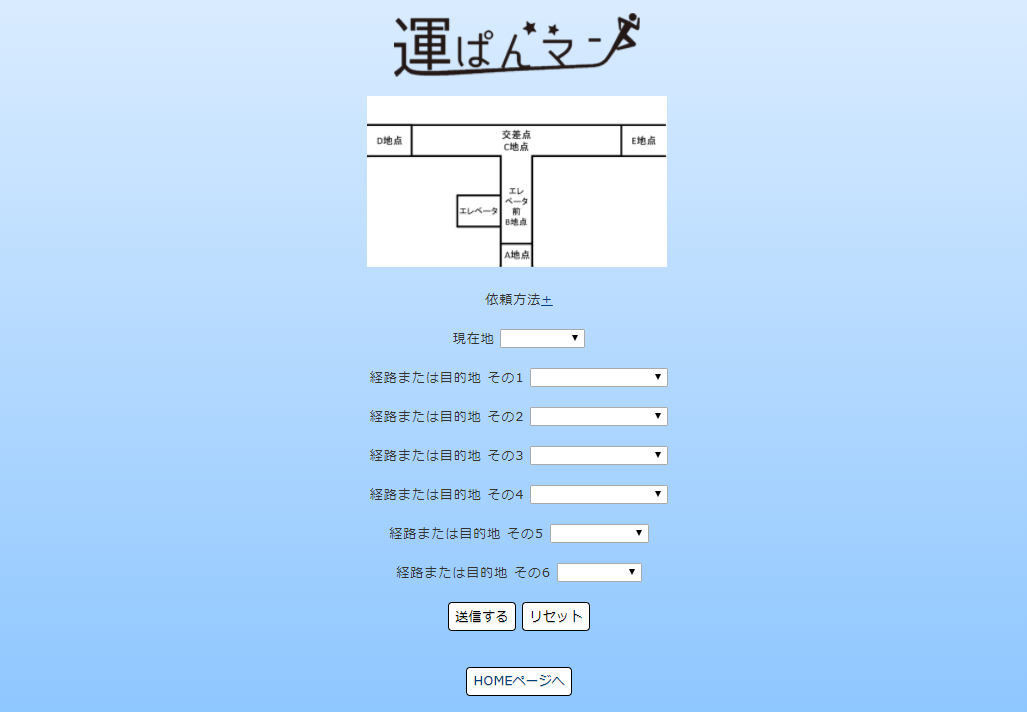 運ぱんマン
D地点
交差点
C地点
E地点
エレベータ
エレ
ベータ
前
B地点
A地点
依頼方法+
現在地
経路または目的地 その1
経路または目的地 その2
経路または目的地 その3
経路または目的地 その4
経路または目的地 その5
経路または目的地 その6
送信する リセット
HOMEページへ